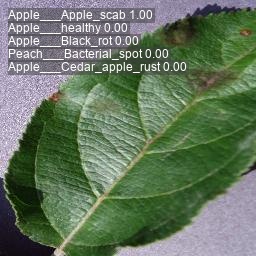 Apple___Apple_scab 1.00
Apple___healthy 0.00
Apple___Black_rot 0.00
Peach___Bacterial_spot 0.00
Apple___Cedar_apple_rust 0.00